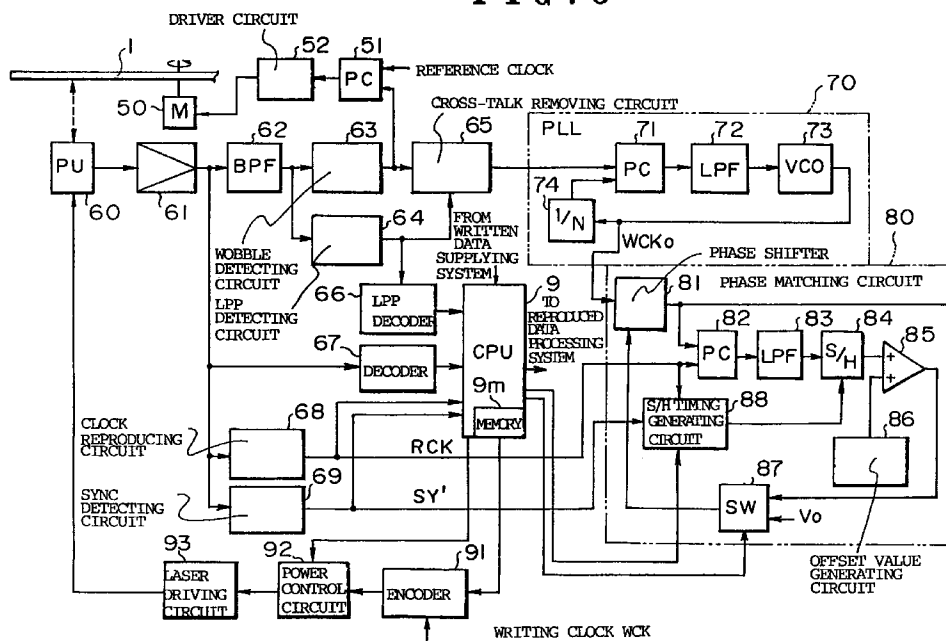 FIG.
DRIVER CIRCUIT
1
52
51
PC
REFERENCE CLOCK
50
M
CROSS-TALK REMOVING CIRCUIT
70
62
63
65
PLL
71
72
73
PU
BPF
PC
LPF
VCO
60
61
74
1/N
64
FROM
WRITTEN
DATA
SUPPLYING
SYSTEM
WCKo
80
WOBBLE
DETECTING
CIRCUIT
LPP
DETECTING
CIRCUIT
PHASE SHIFTER
PHASE MATCHING CIRCUIT
66
LPP
DECODER
9
TO
REPRODUCED
DATA
PROCESSING
SYSTEM
81
82
83
84
85
67
DECODER
CPU
PC
LPF
S/H
+
+
9m
MEMORY
S/H TIMING
GENERATING
CIRCUIT
88
86
CLOCK
REPRODUCING
CIRCUIT
68
RCK
SYNC
DETECTING
CIRCUIT
69
SY'
87
SW
Vo
93
92
91
LASER
DRIVING
CIRCUIT
POWER
CONTROL
CIRCUIT
ENCODER
OFFSET VALUE
GENERATING
CIRCUIT
WRITING CLOCK WCK